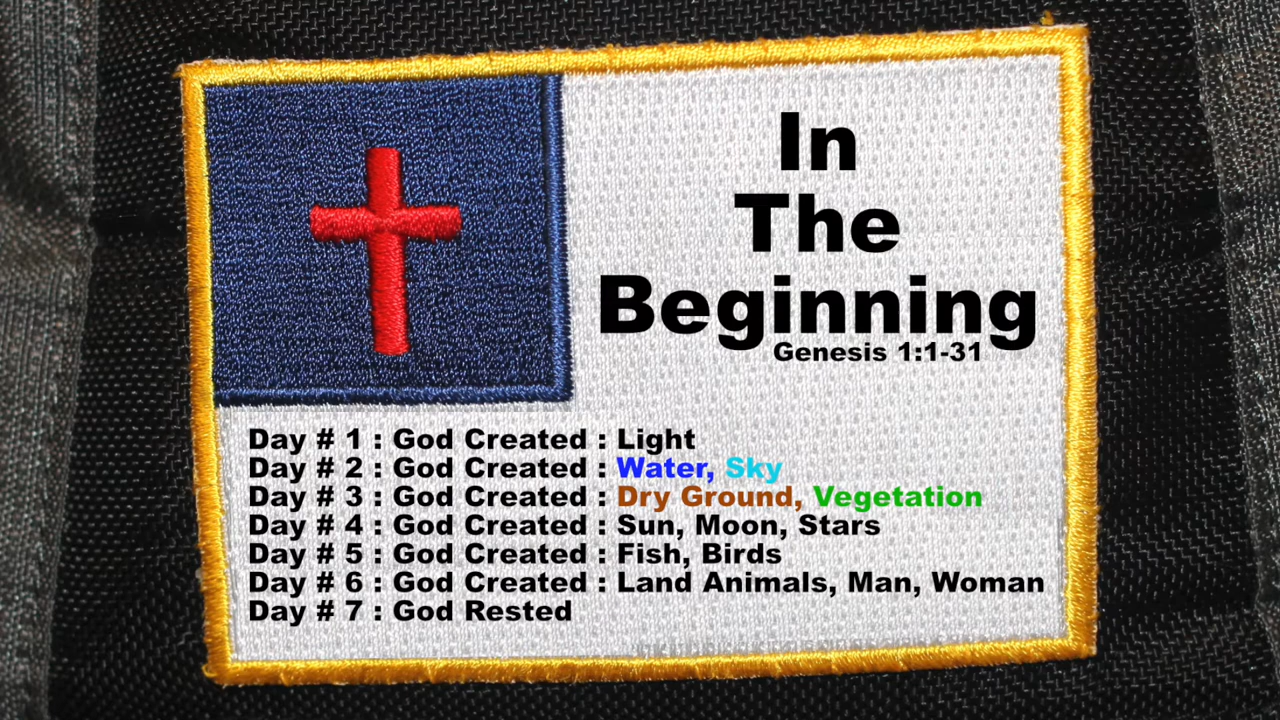 In
The
Beginning
Genesis 1:1-31
Day # 1 : God Created : Light
Day # 2 : God Created : Water, Sky
Day # 3 : God Created : Dry Ground, Vegetation
Day # 4 : God Created : Sun, Moon, Stars
Day # 5 : God Created : Fish, Birds
Day # 6 : God Created : Land Animals, Man, Woman
Day # 7 : God Rested